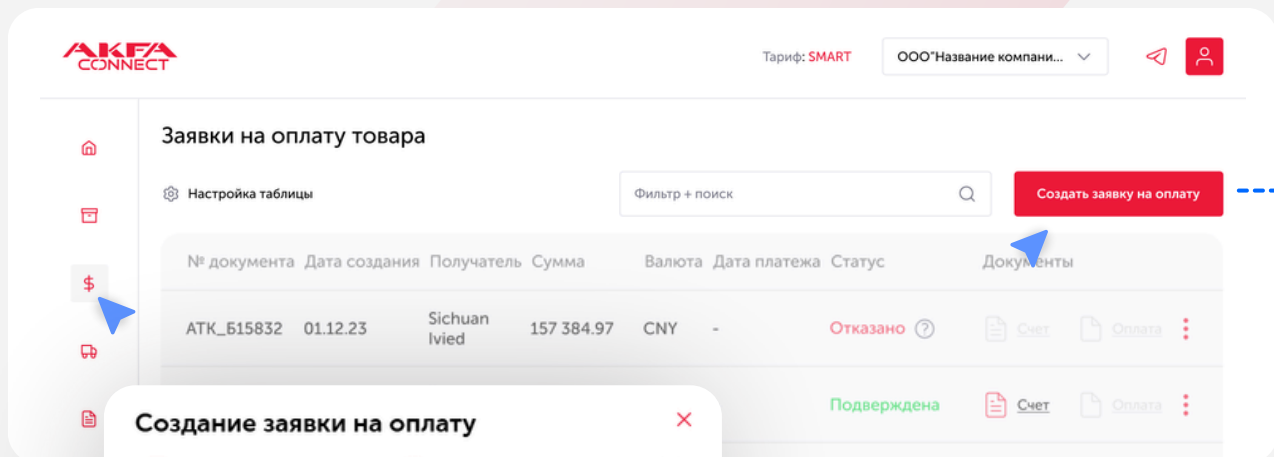 AKFA
CONNECT
Тариф: SMART
ООО"Название компани...
Заявки на оплату товара
Настройка таблицы
Фильтр + поиск
Создать заявку на оплату
№ документа Дата создания Получатель Сумма Валюта Дата платежа Статус Документы
АТК_Б15832 01.12.23 Sichuan Ivied 157 384.97 CNY - Отказано ? Счет Оплата
Подверждена Счет Оплата
Создание заявки на оплату